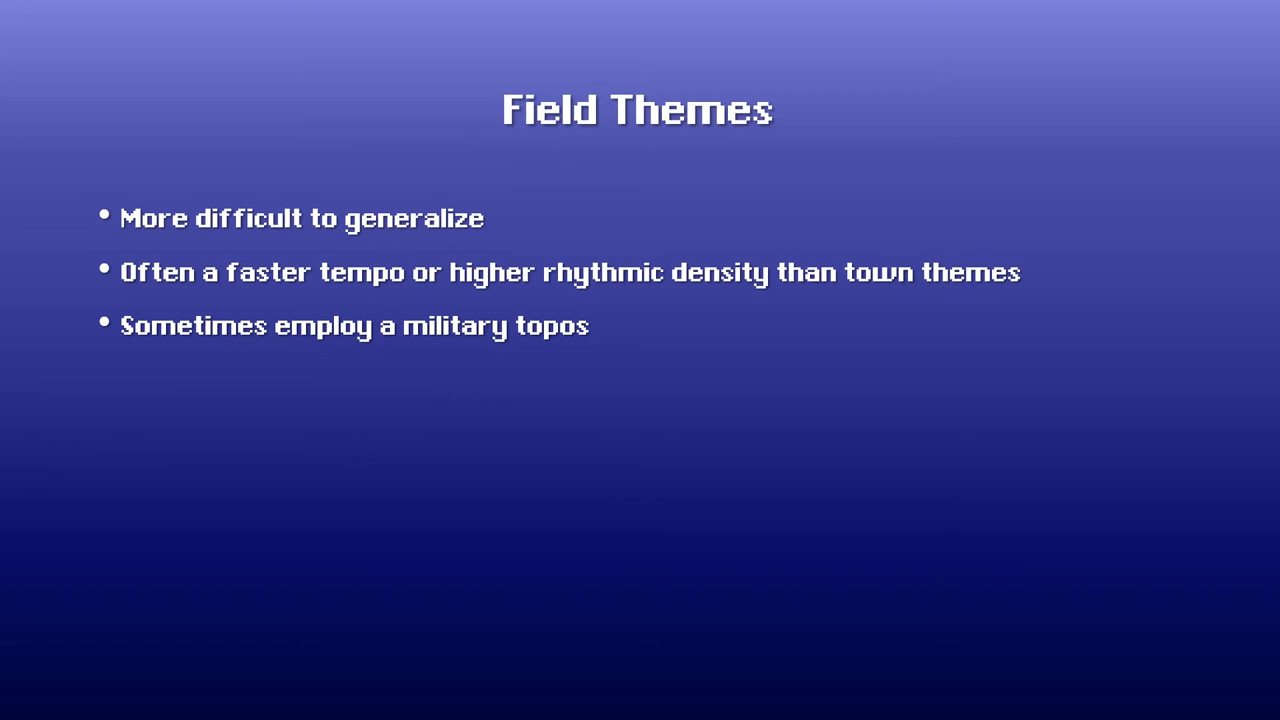 Field Themes
• More difficult to generalize
• Often a faster tempo or higher rhythmic density than town themes
• Sometimes employ a military topos